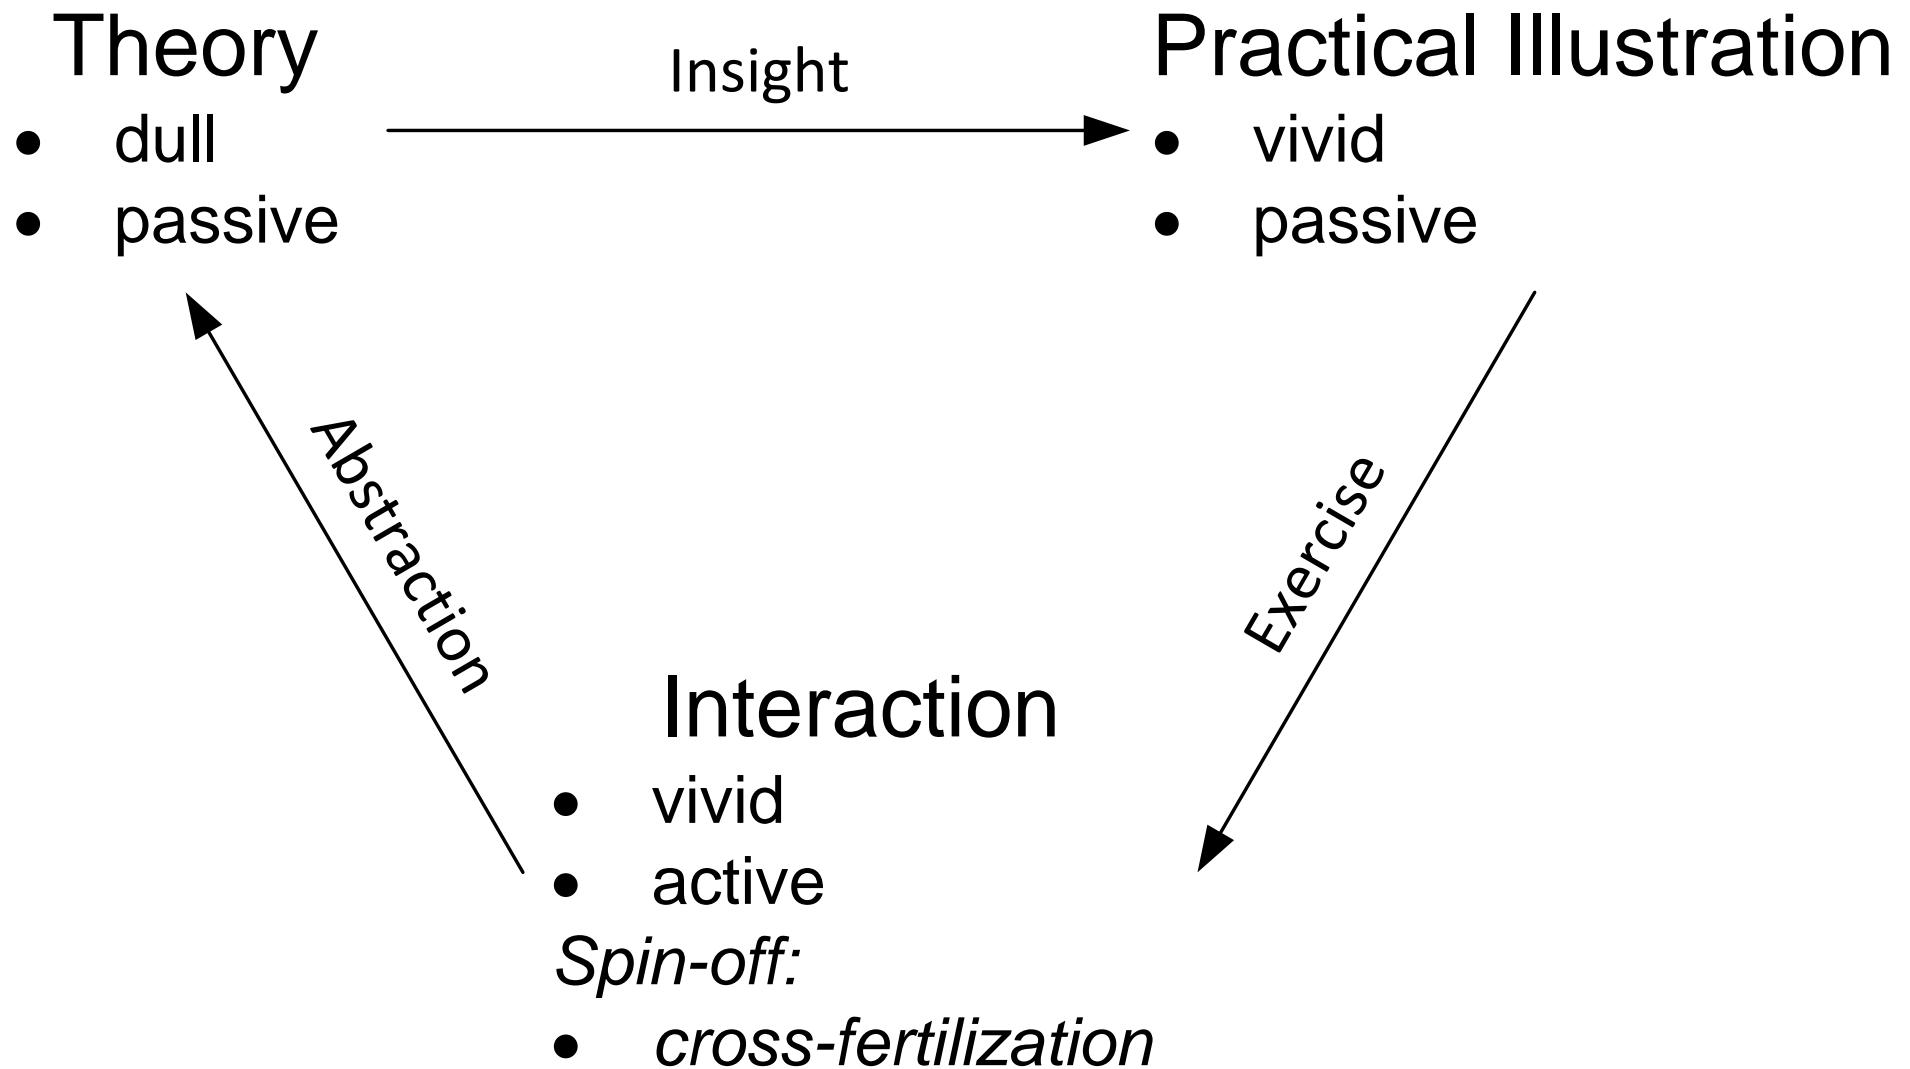 Theory
• dull
• passive
Insight
Practical Illustration
• vivid
• passive
Abstraction
Exercise
Interaction
• vivid
• active
Spin-off:
• cross-fertilization